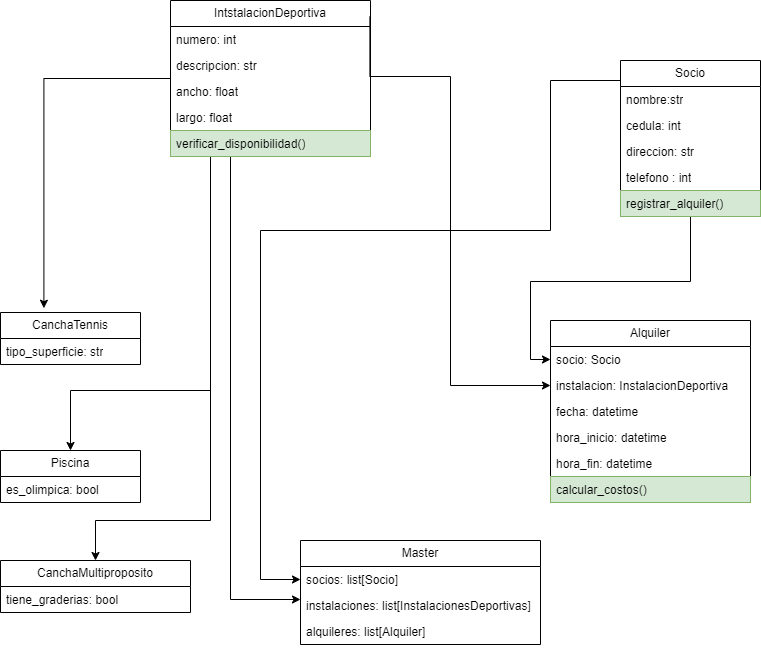 IntstalacionDeportiva
numero: int
descripcion: str
ancho: float
largo: float
verificar_disponibilidad()
Socio
nombre:str
cedula: int
direccion: str
telefono : int
registrar_alquiler()
CanchaTennis
tipo_superficie: str
Alquiler
socio: Socio
instalacion: InstalacionDeportiva
fecha: datetime
hora_inicio: datetime
hora_fin: datetime
calcular_costos()
Piscina
es_olimpica: bool
CanchaMultiproposito
tiene_graderias: bool
Master
socios: list[Socio]
instalaciones: list[InstalacionesDeportivas]
alquileres: list[Alquiler]